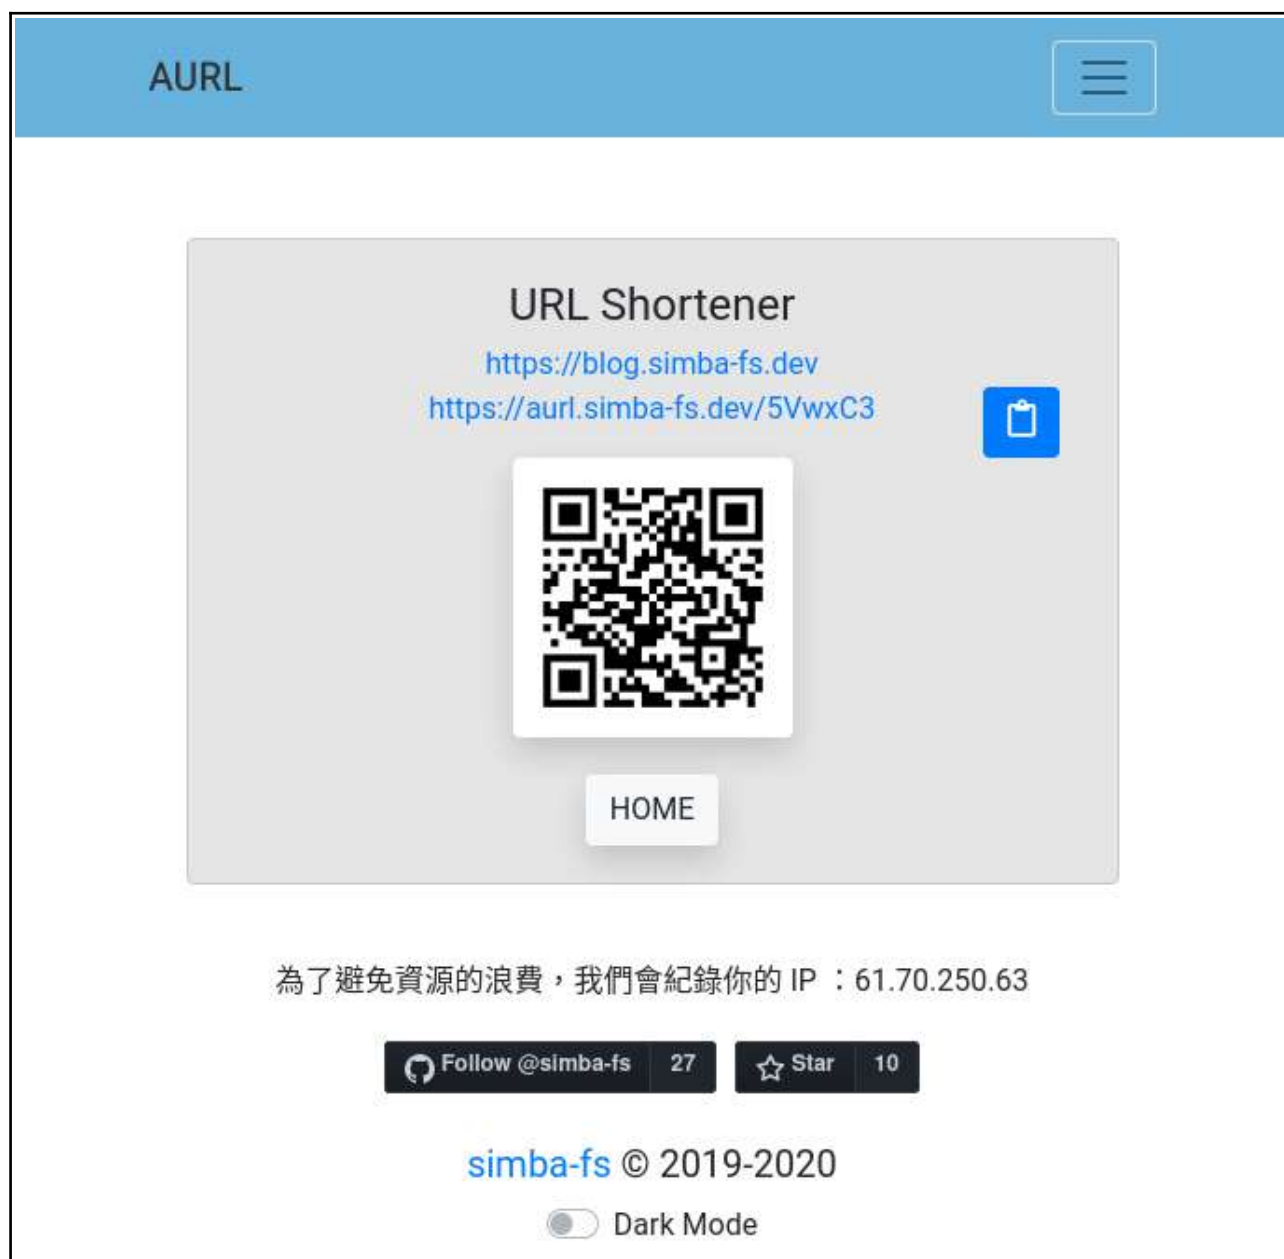 AURL
URL Shortener
https://blog.simba-fs.dev
https://aurl.simba-fs.dev/5VwxC3
HOME
為了避免資源的浪費，我們會紀錄你的 IP ：61.70.250.63
Follow @simba-fs 27 Star 10
simba-fs © 2019-2020
Dark Mode